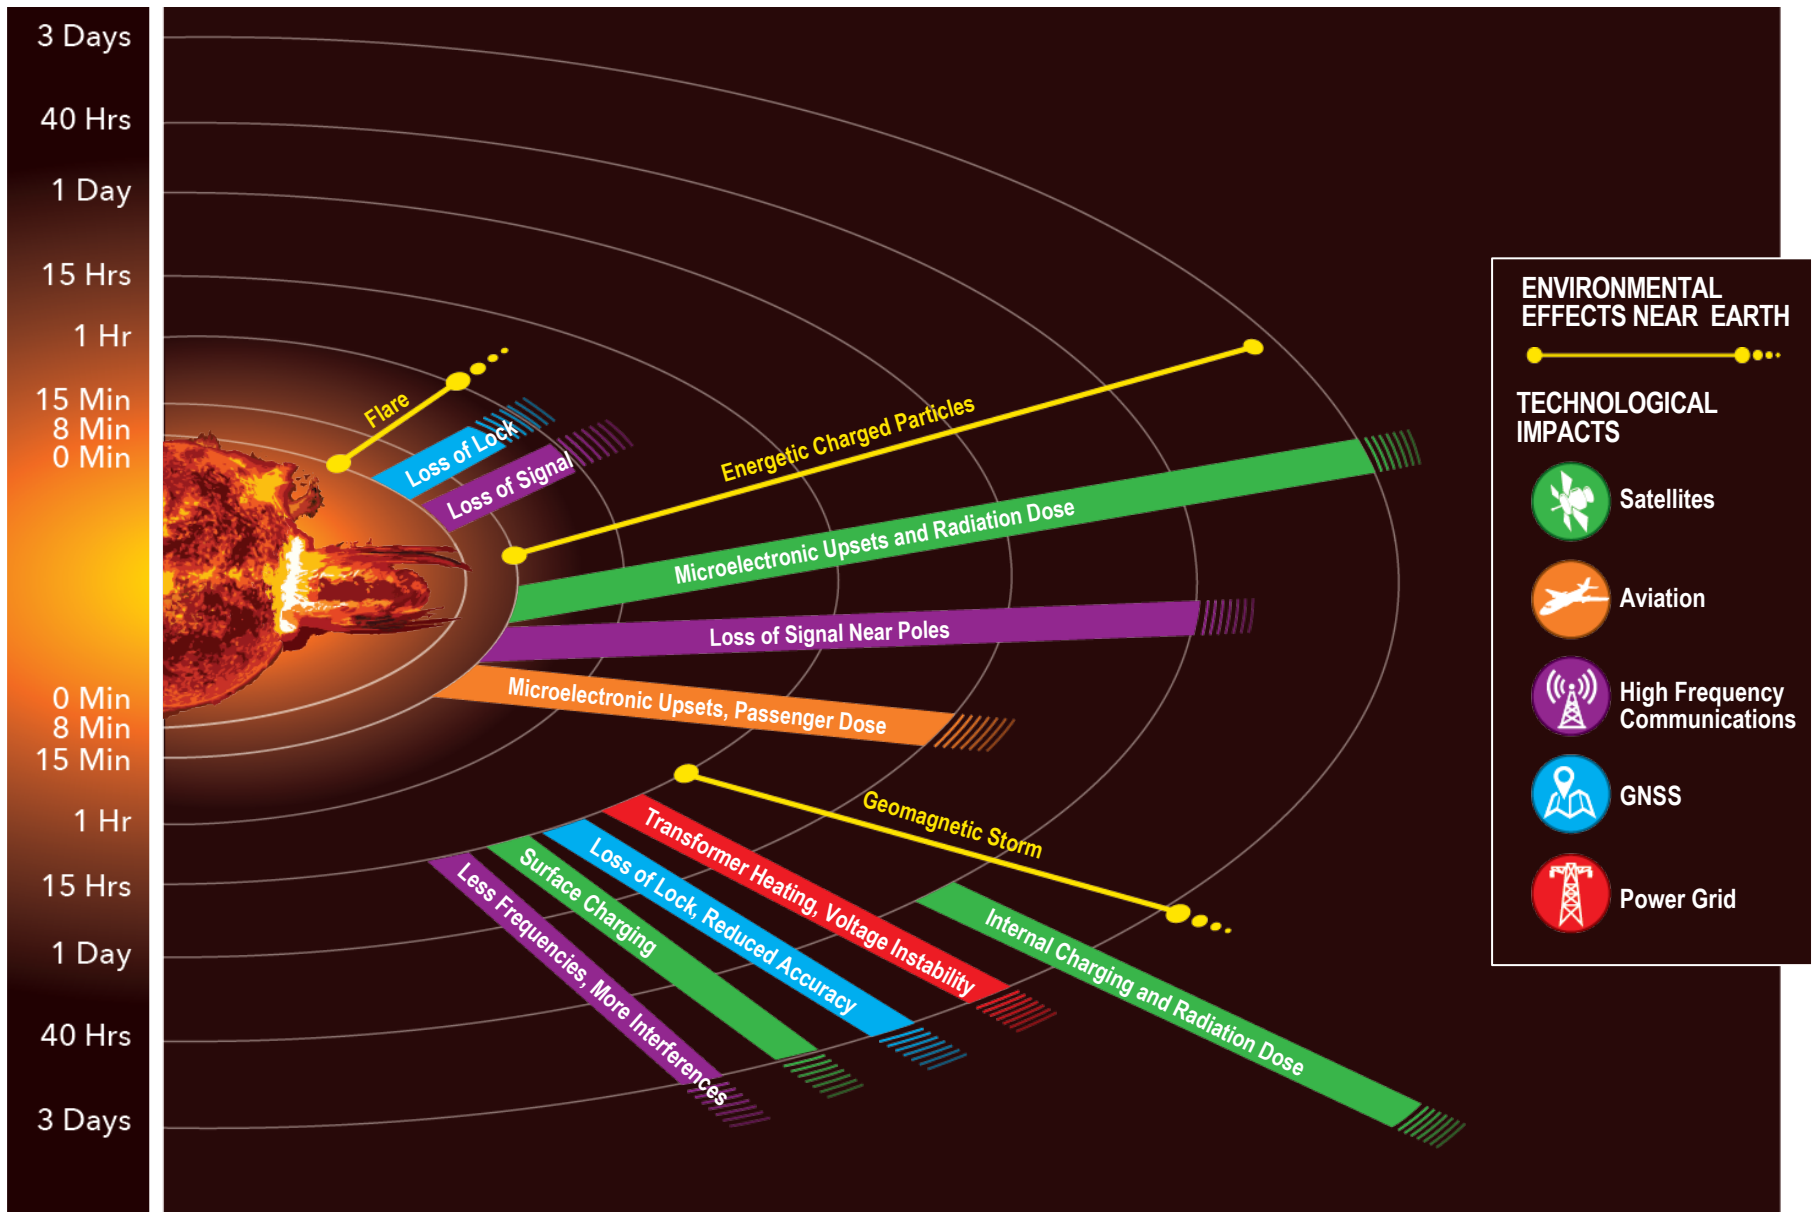 3 Days
40 Hrs
1 Day
15 Hrs
1 Hr
15 Min
8 Min
0 Min
0 Min
8 Min
15 Min
1 Hr
15 Hrs
1 Day
40 Hrs
3 Days
Flare
Loss of Lock
Loss of Signal
Energetic Charged Particles
Microelectronic Upsets and Radiation Dose
Loss of Signal Near Poles
Microelectronic Upsets, Passenger Dose
Geomagnetic Storm
Transformer Heating, Voltage Instability
Loss of Lock, Reduced Accuracy
Surface Charging
Less Frequencies, More Interferences
Internal Charging and Radiation Dose
ENVIRONMENTAL
EFFECTS NEAR EARTH
TECHNOLOGICAL
IMPACTS
Satellites
Aviation
High Frequency
Communications
GNSS
Power Grid